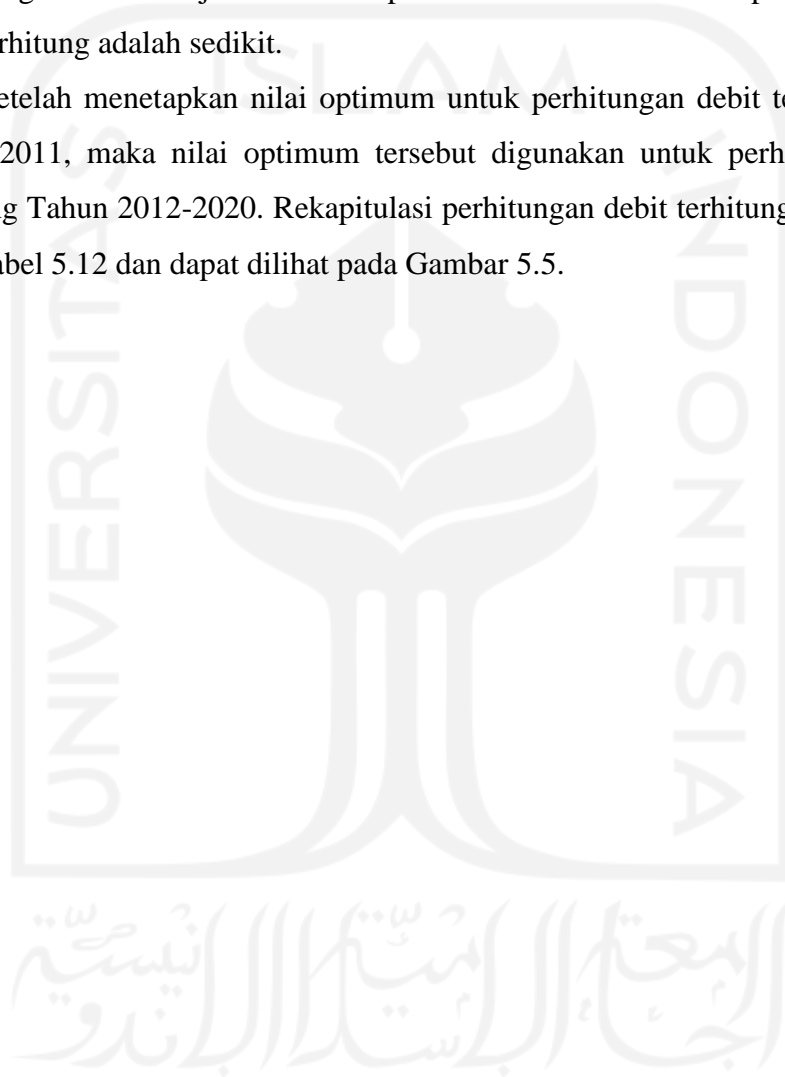 rhitung adalah sedikit.
etelah menetapkan nilai optimum untuk perhitungan debit te
2011, maka nilai optimum tersebut digunakan untuk perh
g Tahun 2012-2020. Rekapitulasi perhitungan debit terhitung
abel 5.12 dan dapat dilihat pada Gambar 5.5.
ISLAM
UNIVERSITAS
INDONESIA